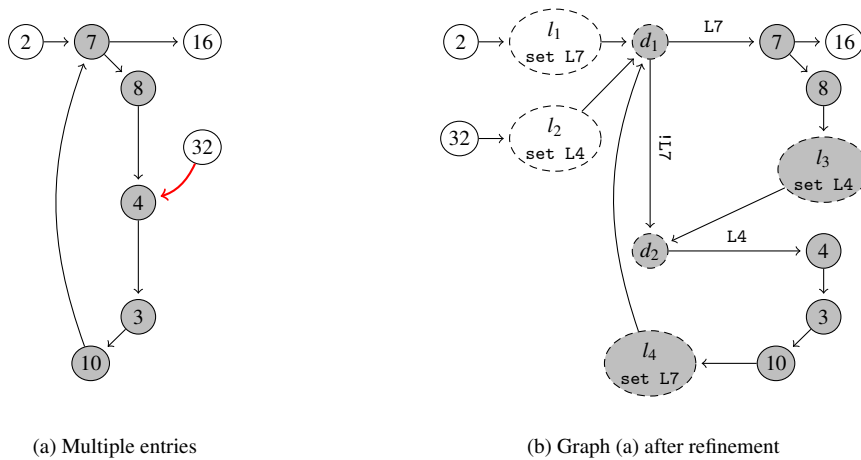 2
7
16
8
32
4
3
10
(a) Multiple entries
2
l1
set L7
d1
L7
7
16
8
32
l2
set L4
!L7
l3
set L4
d2
L4
4
3
l4
set L7
10
(b) Graph (a) after refinement